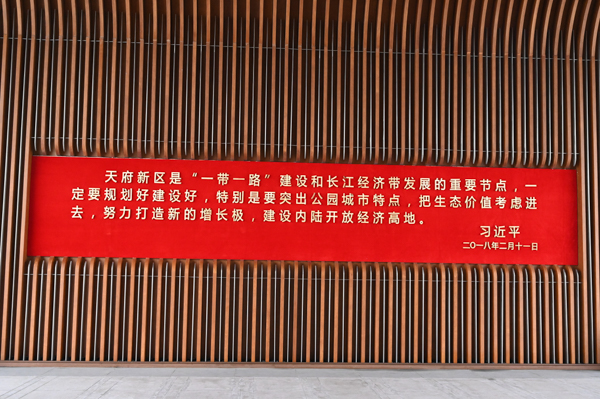 天府新区是“一带一路”建设和长江经济带发展的重要节点，一
定要规划好建设好，特别是要突出公园城市特点，把生态价值考虑进
去，努力打造新的增长极，建设内陆开放经济高地。
习近平
二〇一八年二月十一日